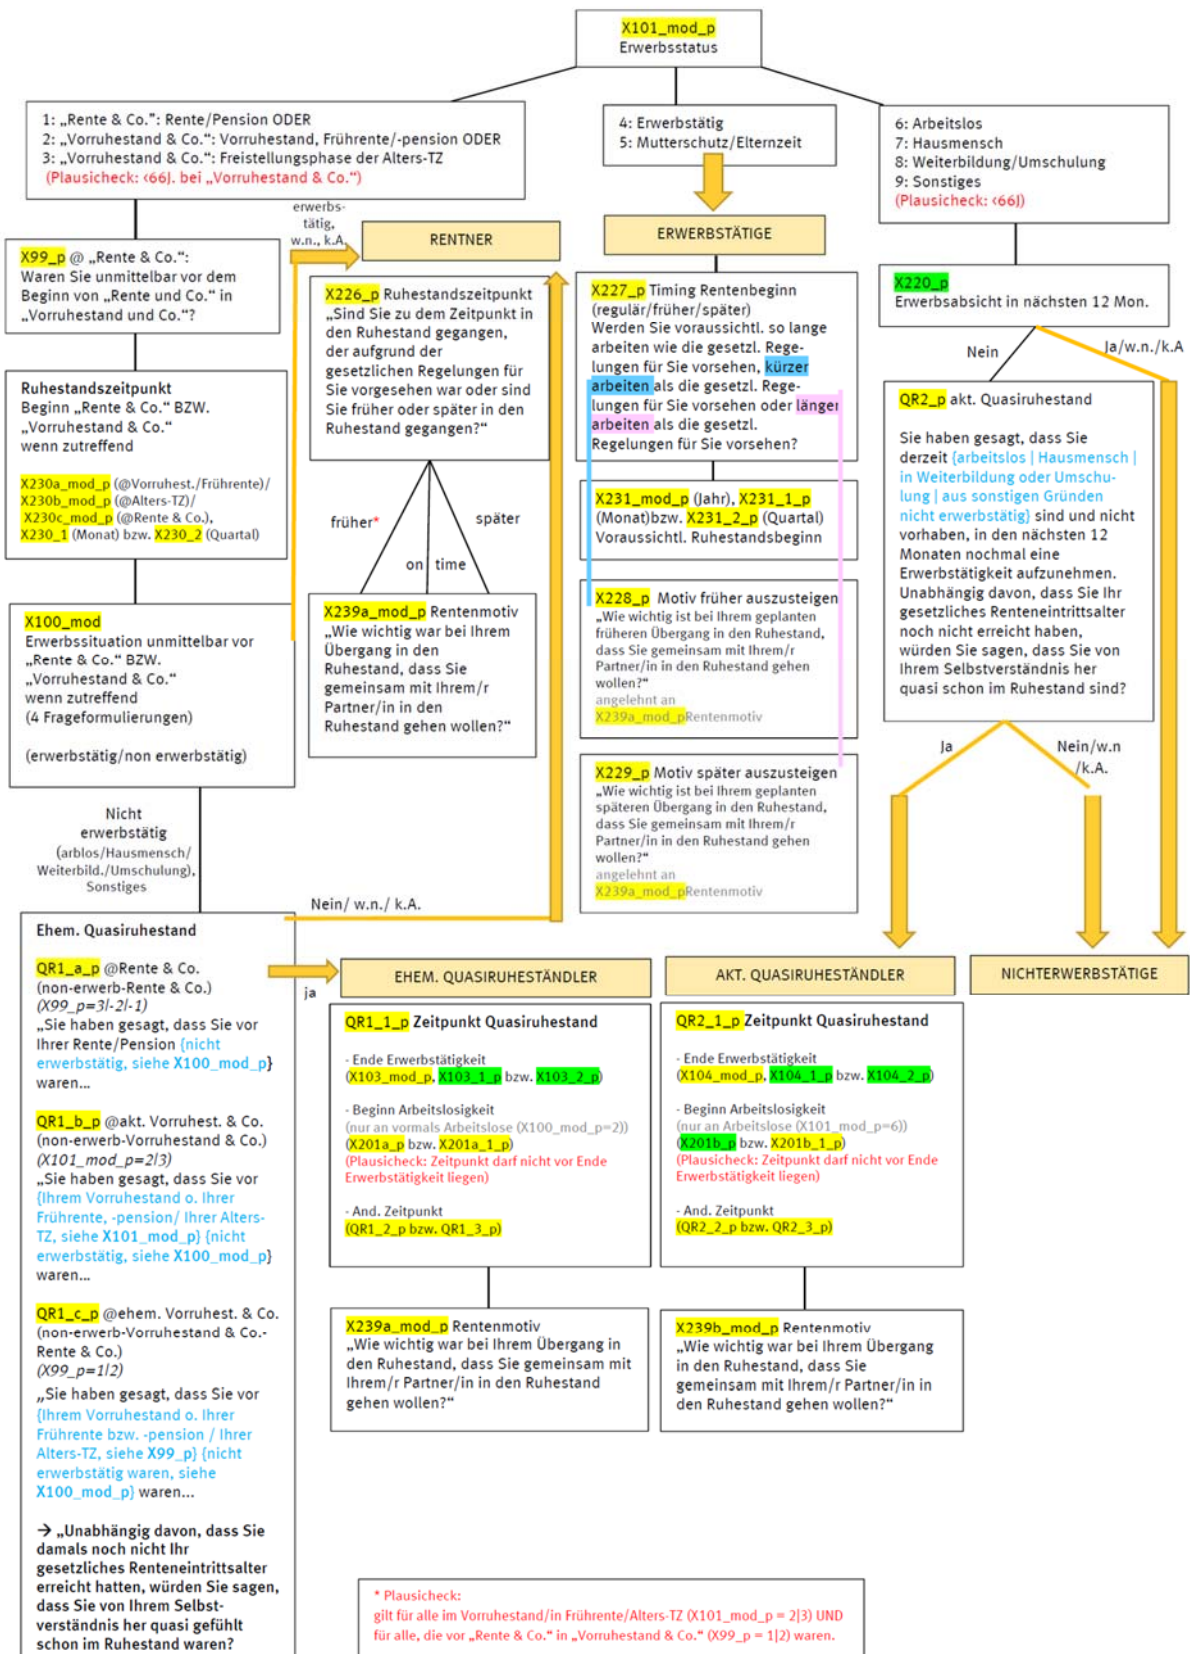 X101_mod_p
Erwerbsstatus
1: „Rente & Co.": Rente/Pension ODER
2: „Vorruhestand & Co.": Vorruhestand, Frührente/-pension ODER
3: „Vorruhestand & Co.": Freistellungsphase der Alters-TZ
(Plausicheck: <66J. bei „Vorruhestand & Co.")
4: Erwerbstätig
5: Mutterschutz/Elternzeit
6: Arbeitslos
7: Hausmensch
8: Weiterbildung/Umschulung
9: Sonstiges
(Plausicheck: <66J)
X99_p @ „Rente & Co.":
Waren Sie unmittelbar vor dem
Beginn von „Rente und Co." in
„Vorruhestand und Co."?
Ruhestandszeitpunkt
Beginn „Rente & Co." BZW.
„Vorruhestand & Co."
wenn zutreffend
X230a_mod_p (@Vorruhest./Frührente)/
X230b_mod_p (@Alters-TZ)/
X230c_mod_p (@Rente & Co.),
X230_1 (Monat) bzw. X230_2 (Quartal)
X100_mod
Erwerbssituation unmittelbar vor
„Rente & Co." BZW.
„Vorruhestand & Co."
wenn zutreffend
(4 Frageformulierungen)
(erwerbstätig/non erwerbstätig)
erwerbs-
tätig,
w.n., k.A.
Nicht
erwerbstätig
(arblos/Hausmensch/
Weiterbild./Umschulung),
Sonstiges
Ehem. Quasiruhestand
QR1_a_p @Rente & Co.
(non-erwerb-Rente & Co.)
(X99_p=3/-2/-1)
„Sie haben gesagt, dass Sie vor
Ihrer Rente/Pension {nicht
erwerbstätig, siehe X100_mod_p}
waren...
QR1_b_p @akt. Vorruhest. & Co.
(non-erwerb-Vorruhestand & Co.)
(X101_mod_p=2/3)
„Sie haben gesagt, dass Sie vor
{Ihrem Vorruhestand o. Ihrer
Frührente, -pension/ Ihrer Alters-
TZ, siehe X101_mod_p} {nicht
erwerbstätig, siehe X100_mod_p}
waren...
QR1_c_p @ehem. Vorruhest. & Co.
(non-erwerb-Vorruhestand & Co.-
Rente & Co.)
(X99_p=1/2)
„Sie haben gesagt, dass Sie vor
{Ihrem Vorruhestand o. Ihrer
Frührente bzw. -pension / Ihrer
Alters-TZ, siehe X99_p} {nicht
erwerbstätig waren, siehe
X100_mod_p} waren...
→ „Unabhängig davon, dass Sie
damals noch nicht Ihr
gesetzliches Renteneintrittsalter
erreicht hatten, würden Sie sagen,
dass Sie von Ihrem Selbst-
verständnis her quasi gefühlt
schon im Ruhestand waren?
Nein/ w.n./ k.A.
ja
RENTNER
X226_p Ruhestandszeitpunkt
„Sind Sie zu dem Zeitpunkt in
den Ruhestand gegangen,
der aufgrund der
gesetzlichen Regelungen für
Sie vorgesehen war oder sind
Sie früher oder später in den
Ruhestand gegangen?"
früher*
on time
später
X239a_mod_p Rentenmotiv
„Wie wichtig war bei Ihrem
Übergang in den
Ruhestand, dass Sie
gemeinsam mit Ihrem/r
Partner/in in den
Ruhestand gehen wollen?"
ERWERBSTÄTIGE
X227_p Timing Rentenbeginn
(regulär/früher/später)
Werden Sie voraussichtl. so lange
arbeiten wie die gesetzl. Rege-
lungen für Sie vorsehen, kürzer
arbeiten als die gesetzl. Rege-
lungen für Sie vorsehen oder länger
arbeiten als die gesetzl.
Regelungen für Sie vorsehen?
X231_mod_p (Jahr), X231_1_p
(Monat)bzw. X231_2_p (Quartal)
Voraussichtl. Ruhestandsbeginn
X228_p Motiv früher auszusteigen
„Wie wichtig ist bei Ihrem geplanten
früheren Übergang in den Ruhestand,
dass Sie gemeinsam mit Ihrem/r
Partner/in in den Ruhestand gehen
wollen?"
angelehnt an
X239a_mod_pRentenmotiv
X229_p Motiv später auszusteigen
„Wie wichtig ist bei Ihrem geplanten
späteren Übergang in den Ruhestand,
dass Sie gemeinsam mit Ihrem/r
Partner/in in den Ruhestand gehen
wollen?"
angelehnt an
X239a_mod_pRentenmotiv
X220_p
Erwerbsabsicht in nächsten 12 Mon.
Nein
Ja/w.n./k.A
QR2_p akt. Quasiruhestand
Sie haben gesagt, dass Sie
derzeit {arbeitslos | Hausmensch |
in Weiterbildung oder Umschu-
lung | aus sonstigen Gründen
nicht erwerbstätig} sind und nicht
vorhaben, in den nächsten 12
Monaten nochmal eine
Erwerbstätigkeit aufzunehmen.
Unabhängig davon, dass Sie Ihr
gesetzliches Renteneintrittsalter
noch nicht erreicht haben,
würden Sie sagen, dass Sie von
Ihrem Selbstverständnis her
quasi schon im Ruhestand sind?
Ja
Nein/w.n
/k.A.
EHEM. QUASIRUHESTÄNDLER
QR1_1_p Zeitpunkt Quasiruhestand
- Ende Erwerbstätigkeit
(X103_mod_p, X103_1_p bzw. X103_2_p)
- Beginn Arbeitslosigkeit
(nur an vormals Arbeitslose (X100_mod_p=2))
(X201a_p bzw. X201a_1_p)
(Plausicheck: Zeitpunkt darf nicht vor Ende
Erwerbstätigkeit liegen)
- And. Zeitpunkt
(QR1_2_p bzw. QR1_3_p)
X239a_mod_p Rentenmotiv
„Wie wichtig war bei Ihrem Übergang in
den Ruhestand, dass Sie gemeinsam mit
Ihrem/r Partner/in in den Ruhestand
gehen wollen?"
AKT. QUASIRUHESTÄNDLER
QR2_1_p Zeitpunkt Quasiruhestand
- Ende Erwerbstätigkeit
(X104_mod_p, X104_1_p bzw. X104_2_p)
- Beginn Arbeitslosigkeit
(nur an Arbeitslose (X101_mod_p=6))
(X201b_p bzw. X201b_1_p)
(Plausicheck: Zeitpunkt darf nicht vor Ende
Erwerbstätigkeit liegen)
- And. Zeitpunkt
(QR2_2_p bzw. QR2_3_p)
X239b_mod_p Rentenmotiv
„Wie wichtig war bei Ihrem Übergang
in den Ruhestand, dass Sie
gemeinsam mit Ihrem/r Partner/in in
den Ruhestand gehen wollen?"
NICHTERWERBSTÄTIGE
* Plausicheck:
gilt für alle im Vorruhestand/in Frührente/Alters-TZ (X101_mod_p = 2|3) UND
für alle, die vor „Rente & Co." in „Vorruhestand & Co." (X99_p = 1|2) waren.